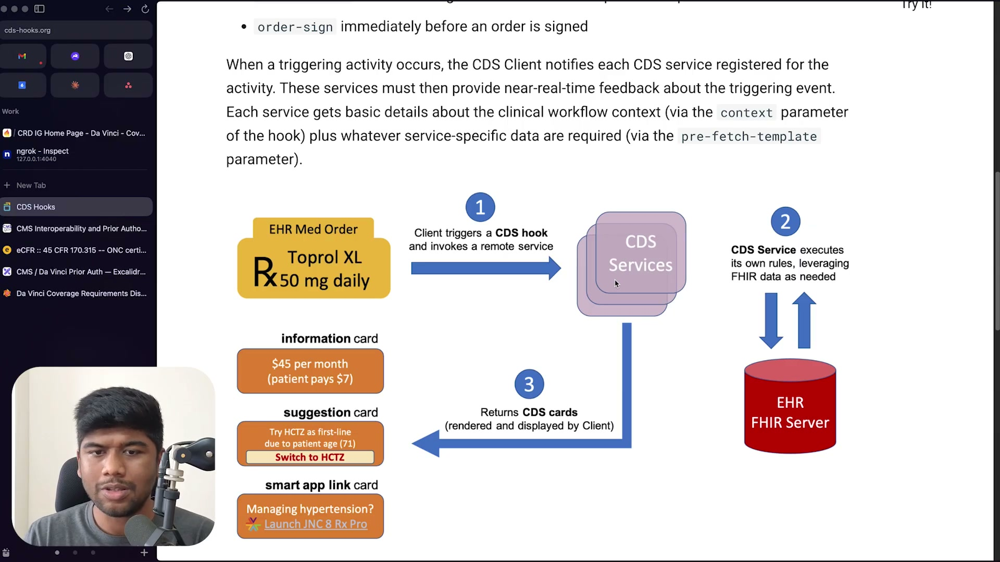 cds-hooks.org
Work
/ CRD IG Home Page - Da Vinci - Cov...
ngrok - Inspect
127.0.0.1:4040
New Tab
CDS Hooks
CMS Interoperability and Prior Autho...
eCFR :: 45 CFR 170.315 -- ONC certi...
CMS / Da Vinci Prior Auth — Excalidr...
Da Vinci Coverage Requirements Dis...
Try it!
• order-sign immediately before an order is signed
When a triggering activity occurs, the CDS Client notifies each CDS service registered for the
activity. These services must then provide near-real-time feedback about the triggering event.
Each service gets basic details about the clinical workflow context (via the context parameter
of the hook) plus whatever service-specific data are required (via the pre-fetch-template
parameter).
EHR Med Order
Rx Toprol XL
50 mg daily
1
Client triggers a CDS hook
and invokes a remote service
CDS
Services
2
CDS Service executes
its own rules, leveraging
FHIR data as needed
EHR
FHIR Server
3
Returns CDS cards
(rendered and displayed by Client)
information card
$45 per month
(patient pays $7)
suggestion card
Try HCTZ as first-line
due to patient age (71)
Switch to HCTZ
smart app link card
Managing hypertension?
Launch JNC 8 Rx Pro